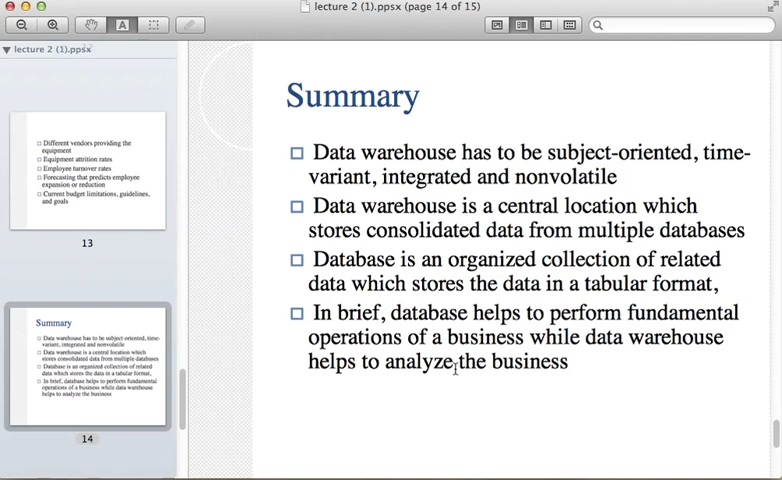 lecture 2 (1).ppsx (page 14 of 15)
A
lecture 2 (1).ppsx
Different vendors providing the
equipment
Equipment attrition rates
Employee turnover rates
Forecasting that predicts employee
expansion or reduction
Current budget limitations, guidelines,
and goals
13
Summary
Data warehouse has to be subject-oriented, time-
variant, integrated and nonvolatile
Data warehouse is a central location which
stores consolidated data from multiple databases
Database is an organized collection of related
data which stores the data in a tabular format,
In brief, database helps to perform fundamental
operations of a business while data warehouse
helps to analyze the business
14
Summary
Data warehouse has to be subject-oriented, time-
variant, integrated and nonvolatile
Data warehouse is a central location which
stores consolidated data from multiple databases
Database is an organized collection of related
data which stores the data in a tabular format,
In brief, database helps to perform fundamental
operations of a business while data warehouse
helps to analyze the business